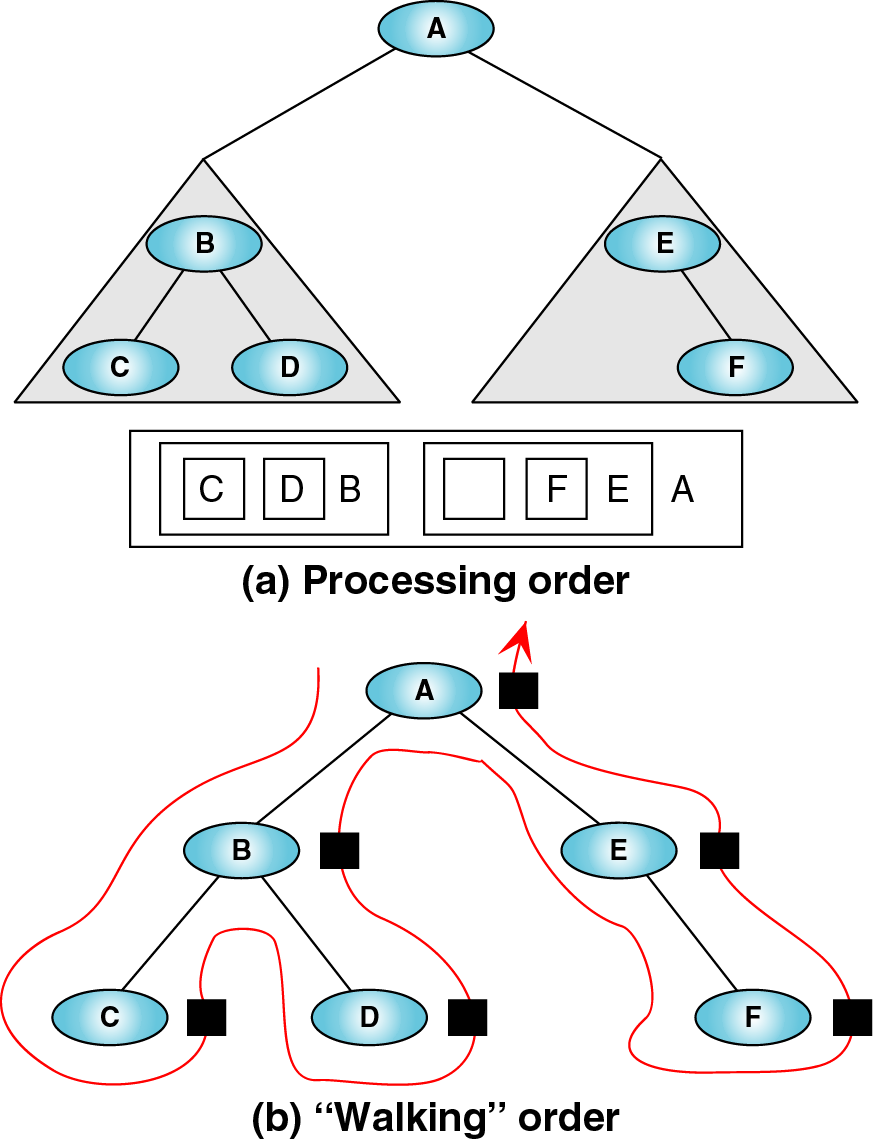 A
B
E
C
D
F
C D B F E A
(a) Processing order
A
B
E
C
D
F
(b) “Walking” order